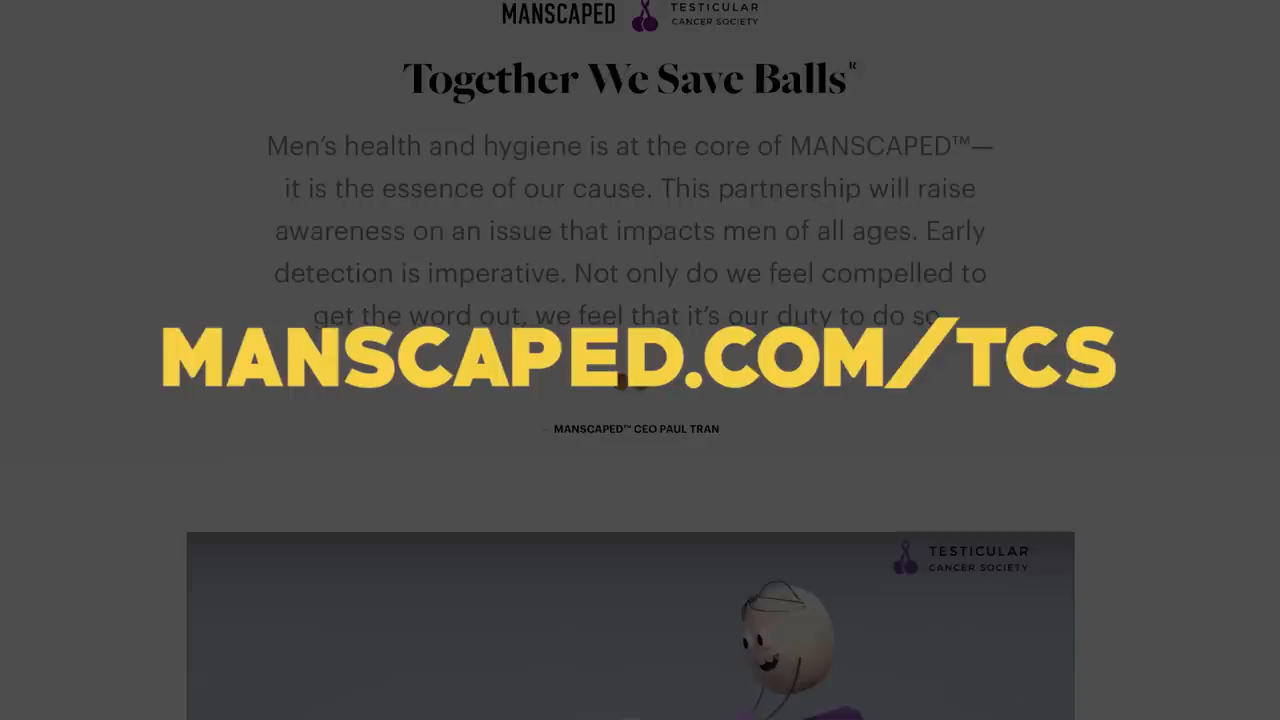 MANSCAPED TESTICULAR
CANCER SOCIETY
Together We Save Balls®
Men's health and hygiene is at the core of MANSCAPED™—
it is the essence of our cause. This partnership will raise
awareness on an issue that impacts men of all ages. Early
detection is imperative. Not only do we feel compelled to
get the word out, we feel that it's our duty to do so.
MANSCAPED.COM/TCS
– MANSCAPED™ CEO PAUL TRAN
TESTICULAR
CANCER SOCIETY